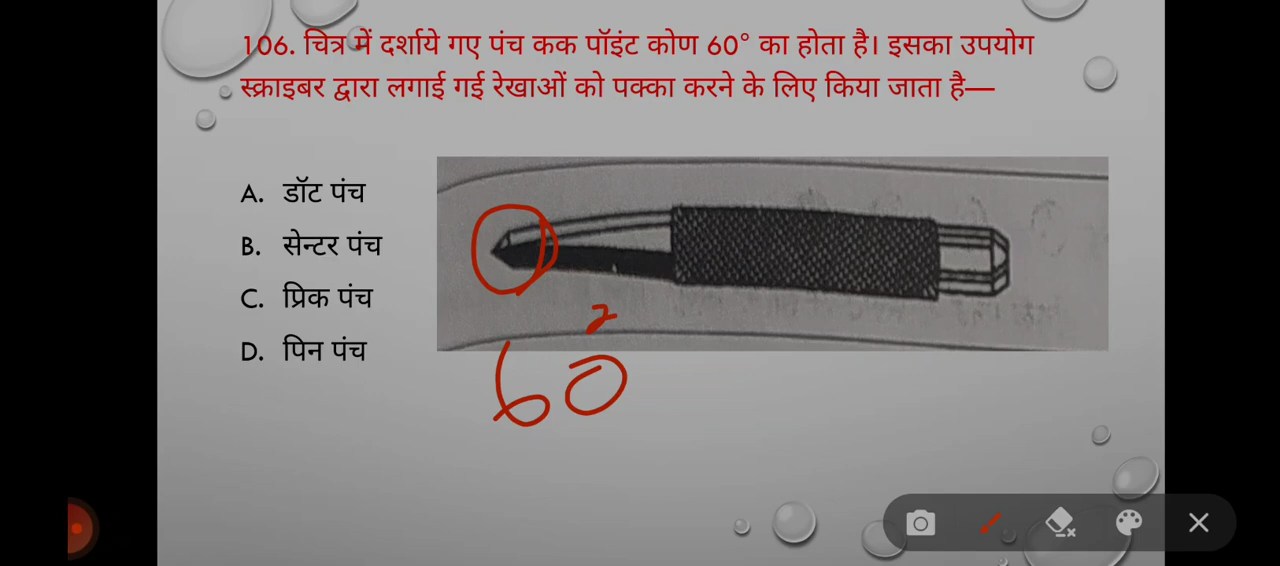 106. चित्र में दर्शाये गए पंच कक पॉइंट कोण 60° का होता है। इसका उपयोग
स्क्राइबर द्वारा लगाई गई रेखाओं को पक्का करने के लिए किया जाता है—
A. डॉट पंच
B. सेन्टर पंच
C. प्रिक पंच
D. पिन पंच
60